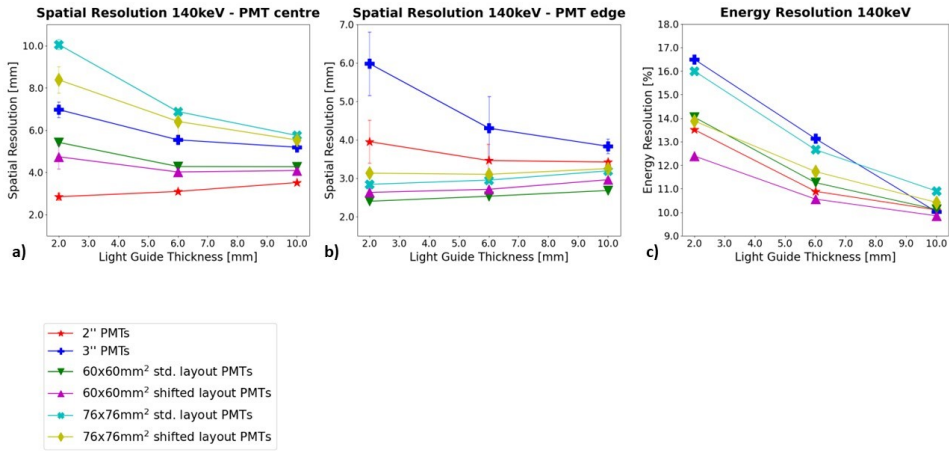 Spatial Resolution 140keV - PMT centre
Spatial Resolution [mm]
10.0
8.0
6.0
4.0
2.0
2.0 3.0 4.0 5.0 6.0 7.0 8.0 9.0 10.0
a)
Light Guide Thickness [mm]
Spatial Resolution 140keV - PMT edge
Spatial Resolution [mm]
7.0
6.0
5.0
4.0
3.0
2.0
2.0 3.0 4.0 5.0 6.0 7.0 8.0 9.0 10.0
b)
Light Guide Thickness [mm]
Energy Resolution 140keV
Energy Resolution [%]
18.0
17.0
16.0
15.0
14.0
13.0
12.0
11.0
10.0
9.0
2.0 3.0 4.0 5.0 6.0 7.0 8.0 9.0 10.0
c)
Light Guide Thickness [mm]
2'' PMTs
3'' PMTs
60x60mm² std. layout PMTs
60x60mm² shifted layout PMTs
76x76mm² std. layout PMTs
76x76mm² shifted layout PMTs